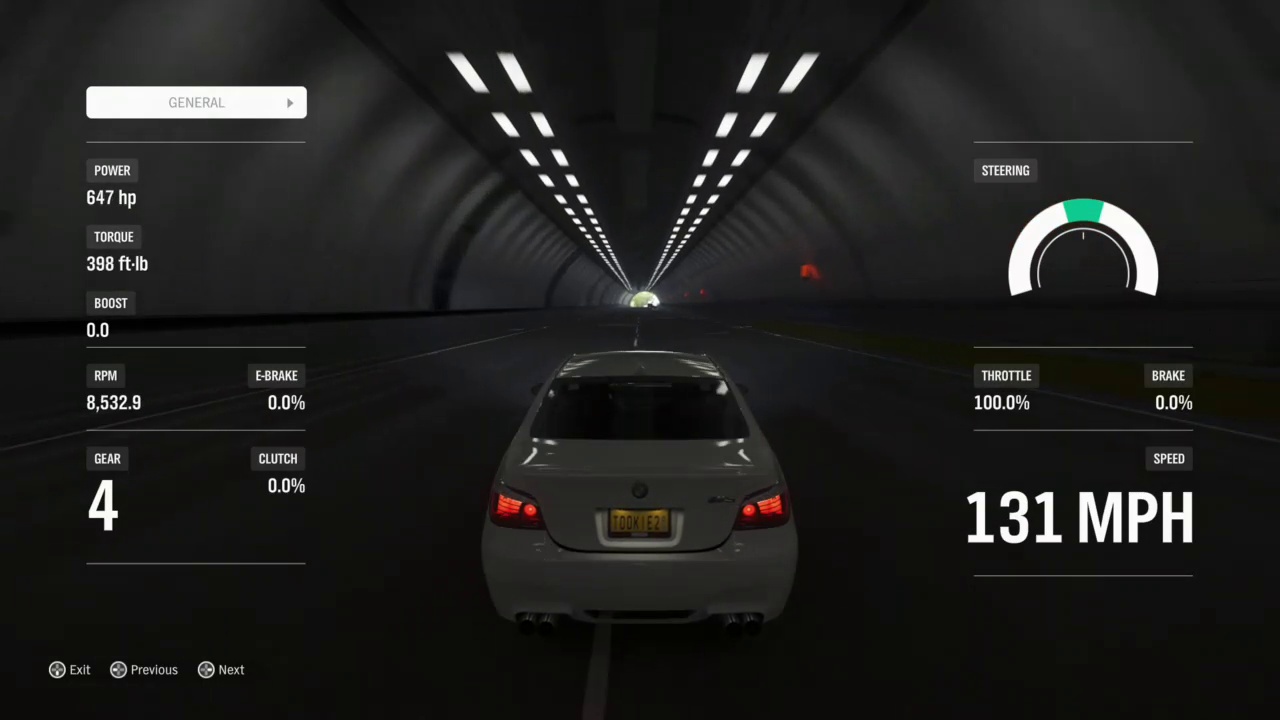 GENERAL
POWER
647 hp
TORQUE
398 ft·lb
BOOST
0.0
RPM
8,532.9
E-BRAKE
0.0%
GEAR
4
CLUTCH
0.0%
STEERING
THROTTLE
100.0%
BRAKE
0.0%
SPEED
131 MPH
TOOKIE2
Exit
Previous
Next